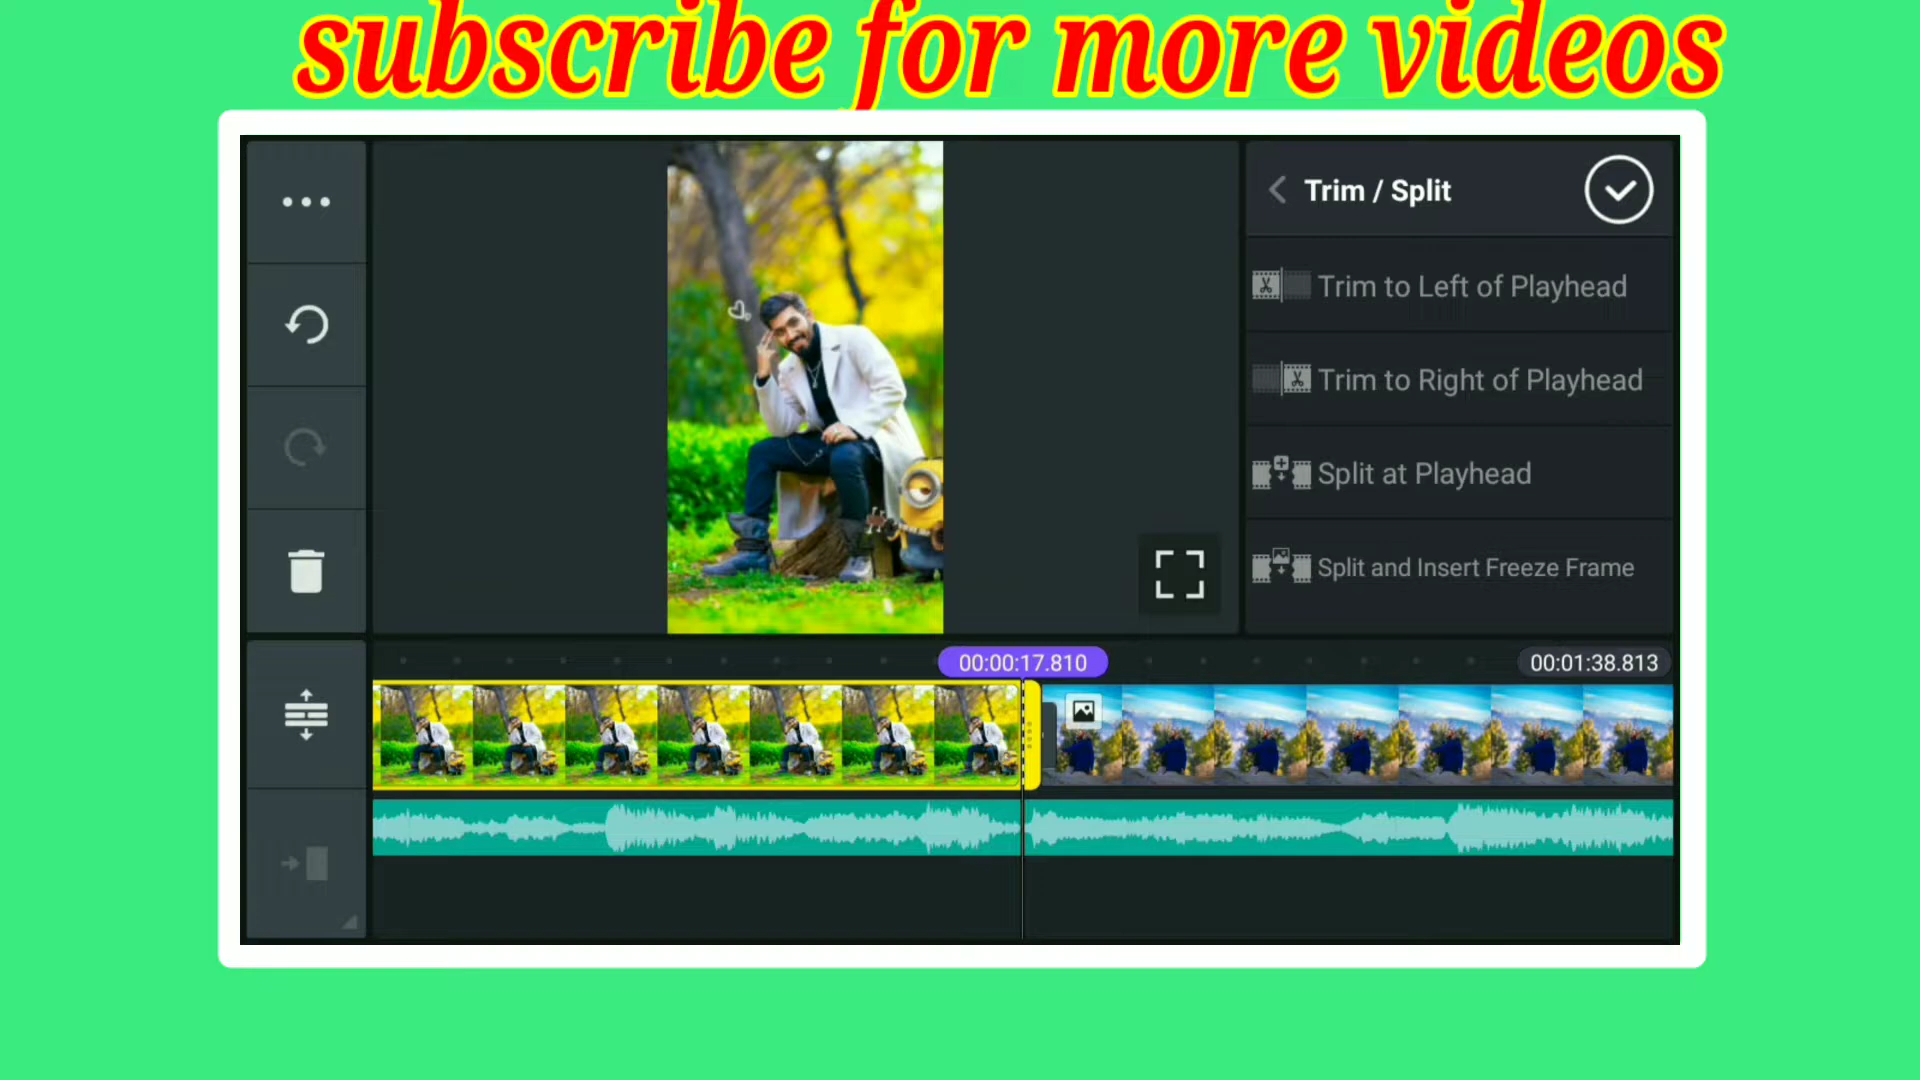 subscribe for more videos
Trim / Split
Trim to Left of Playhead
Trim to Right of Playhead
Split at Playhead
Split and Insert Freeze Frame
00:00:17.810
00:01:38.813